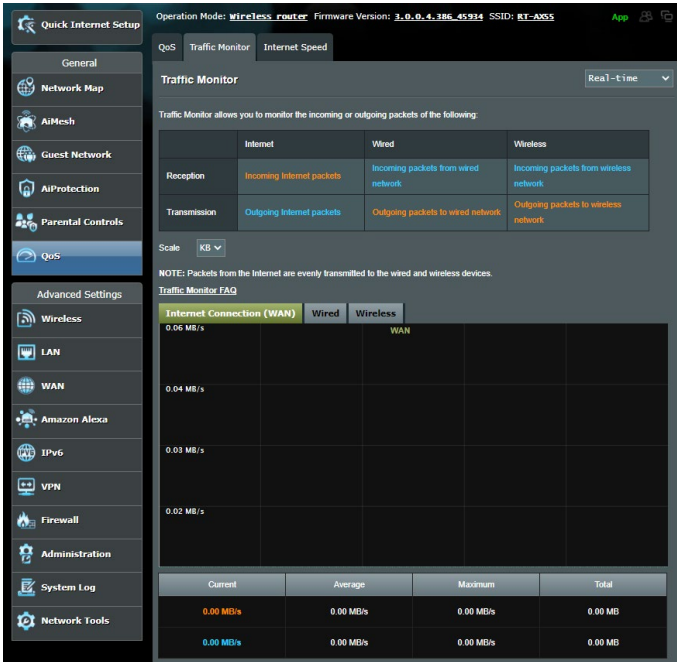 Quick Internet Setup
General
Network Map
AiMesh
Guest Network
AiProtection
Parental Controls
QoS
Advanced Settings
Wireless
LAN
WAN
Amazon Alexa
IPv6
VPN
Firewall
Administration
System Log
Network Tools
Operation Mode: Wireless router Firmware Version: 3.0.0.4.386_45934 SSID: RT-AX55 App
QoS Traffic Monitor Internet Speed
Traffic Monitor Real-time
Traffic Monitor allows you to monitor the incoming or outgoing packets of the following:
Internet Wired Wireless
Reception Incoming Internet packets Incoming packets from wired network Incoming packets from wireless network
Transmission Outgoing Internet packets Outgoing packets to wired network Outgoing packets to wireless network
Scale KB
NOTE: Packets from the Internet are evenly transmitted to the wired and wireless devices.
Traffic Monitor FAQ
Internet Connection (WAN) Wired Wireless
0.06 MB/s WAN
0.04 MB/s
0.03 MB/s
0.02 MB/s
Current Average Maximum Total
0.00 MB/s 0.00 MB/s 0.00 MB/s 0.00 MB
0.00 MB/s 0.00 MB/s 0.00 MB/s 0.00 MB